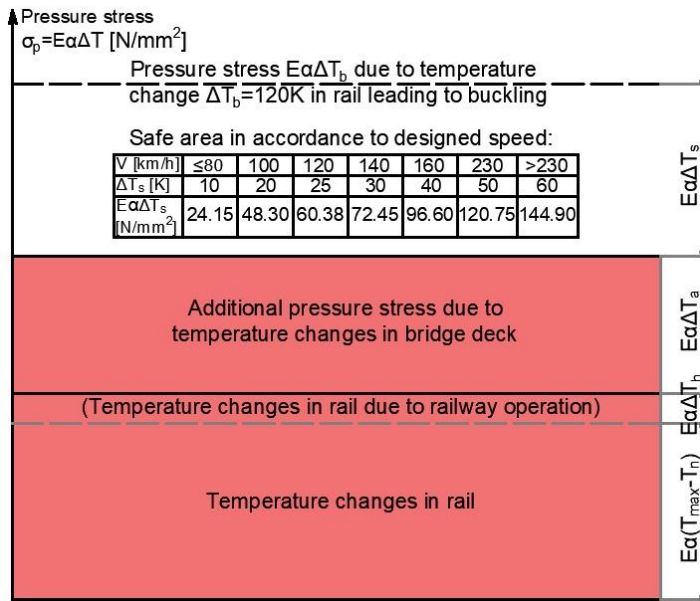 Pressure stress
σp=EαΔT [N/mm²]
Pressure stress EαΔTb due to temperature
change ΔTb=120K in rail leading to buckling
Safe area in accordance to designed speed:
V [km/h] ≤80 100 120 140 160 230 >230
ΔTs [K] 10 20 25 30 40 50 60
EαΔTs [N/mm²] 24.15 48.30 60.38 72.45 96.60 120.75 144.90
EαΔTs
Additional pressure stress due to
temperature changes in bridge deck
EαΔTa
(Temperature changes in rail due to railway operation)
EαΔTh
Temperature changes in rail
Eα(Tmax-Tn)